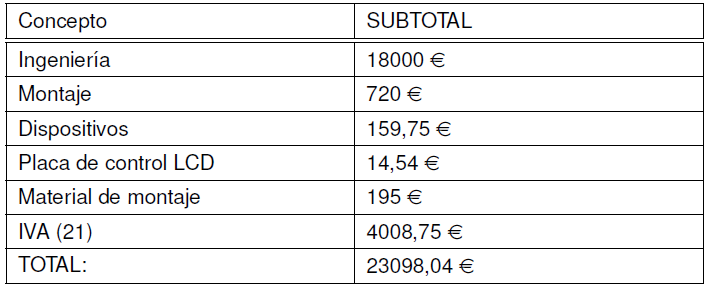 Concepto SUBTOTAL
Ingeniería 18000 €
Montaje 720 €
Dispositivos 159,75 €
Placa de control LCD 14,54 €
Material de montaje 195 €
IVA (21) 4008,75 €
TOTAL: 23098,04 €